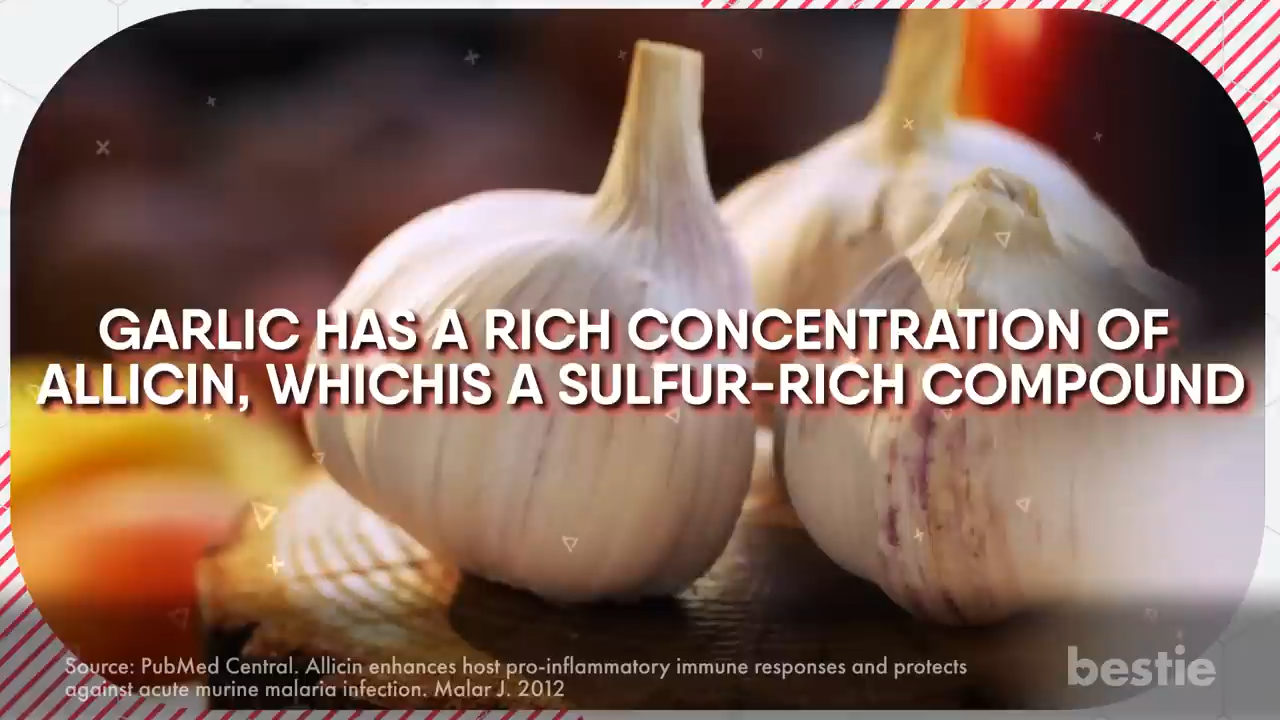 GARLIC HAS A RICH CONCENTRATION OF
ALLICIN, WHICHIS A SULFUR-RICH COMPOUND
Source: PubMed Central. Allicin enhances host pro-inflammatory immune responses and protects
against acute murine malaria infection. Malar J. 2012
bestie